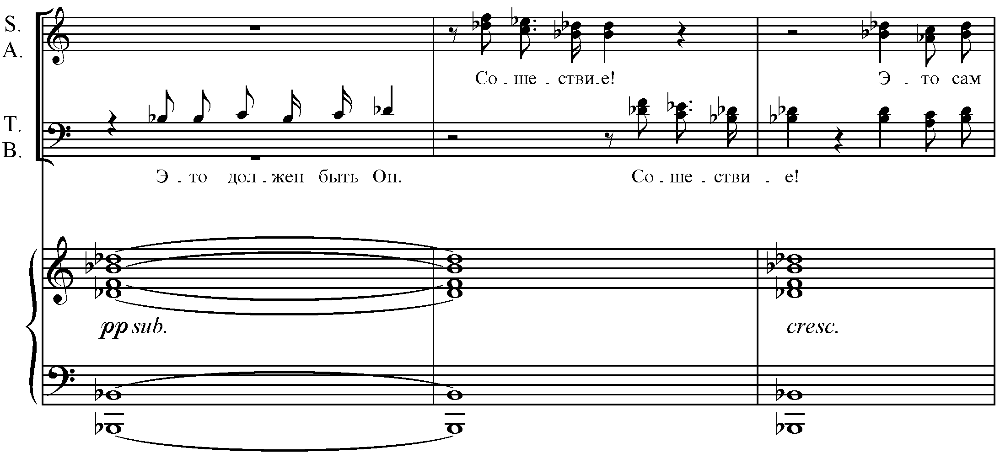 S.
A.
Со - ше - стви - е! Э - то сам
T.
B.
Э - то дол - жен быть Он. Со - ше - стви - е!
pp sub. cresc.